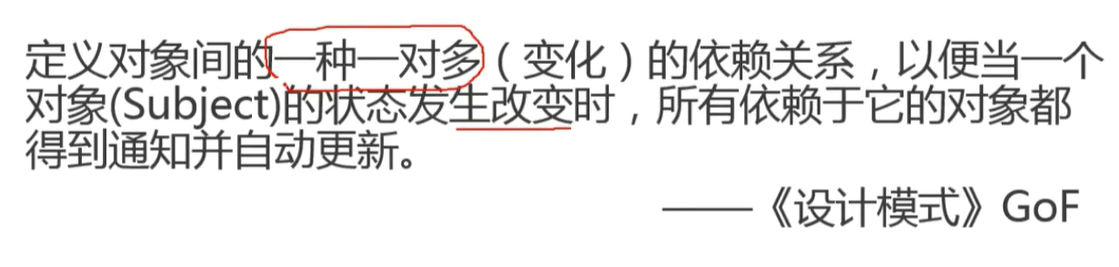 定义对象间的一种一对多（变化）的依赖关系，以便当一个
对象(Subject)的状态发生改变时，所有依赖于它的对象都
得到通知并自动更新。
——《设计模式》GoF